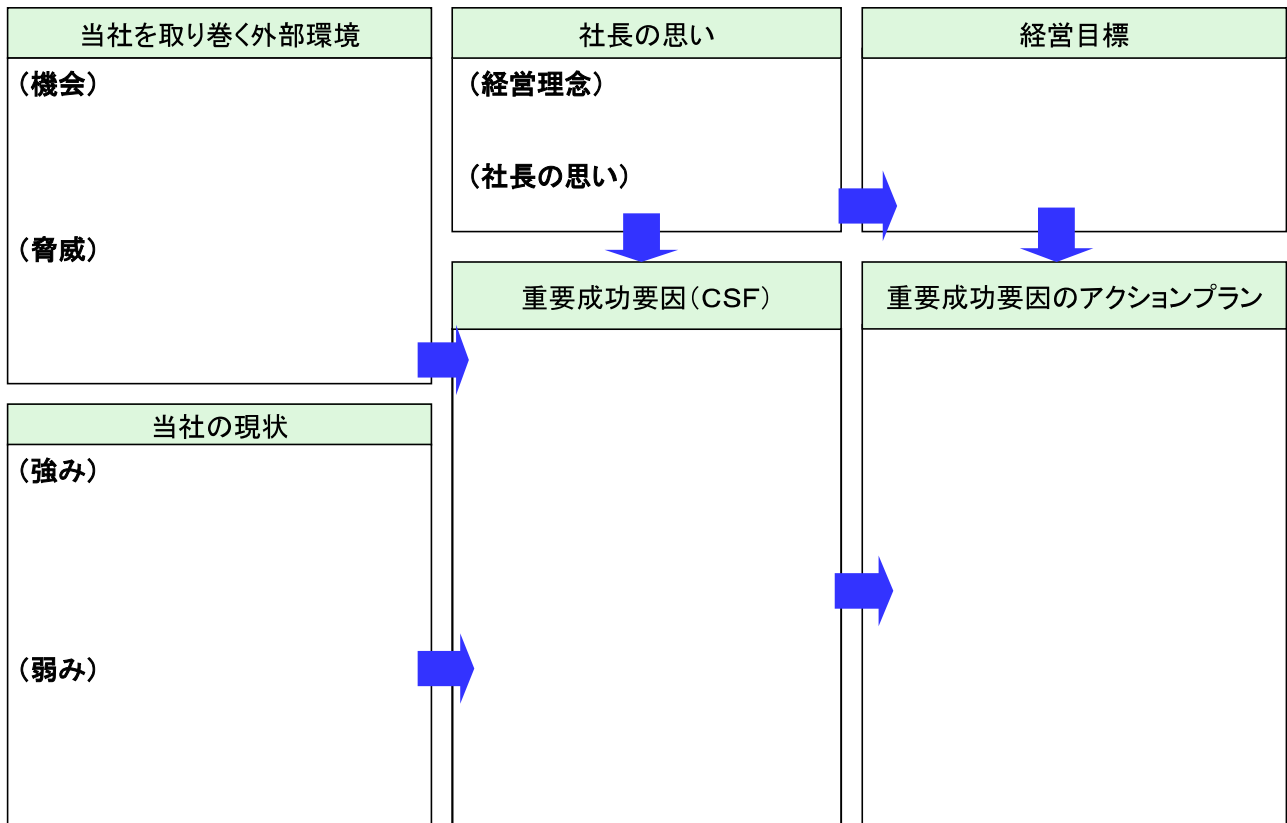 当社を取り巻く外部環境
(機会)
(脅威)
当社の現状
(強み)
(弱み)
社長の思い
(経営理念)
(社長の思い)
重要成功要因(CSF)
経営目標
重要成功要因のアクションプラン